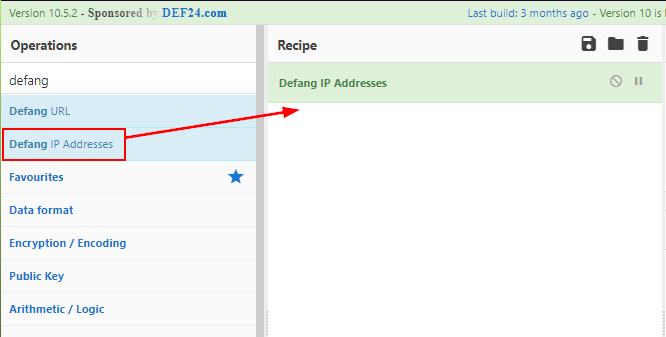 Version 10.5.2 - Sponsored by DEF24.com
Last build: 3 months ago - Version 10 is
Operations
Recipe
defang
Defang IP Addresses
Defang URL
Defang IP Addresses
Favourites
Data format
Encryption / Encoding
Public Key
Arithmetic / Logic